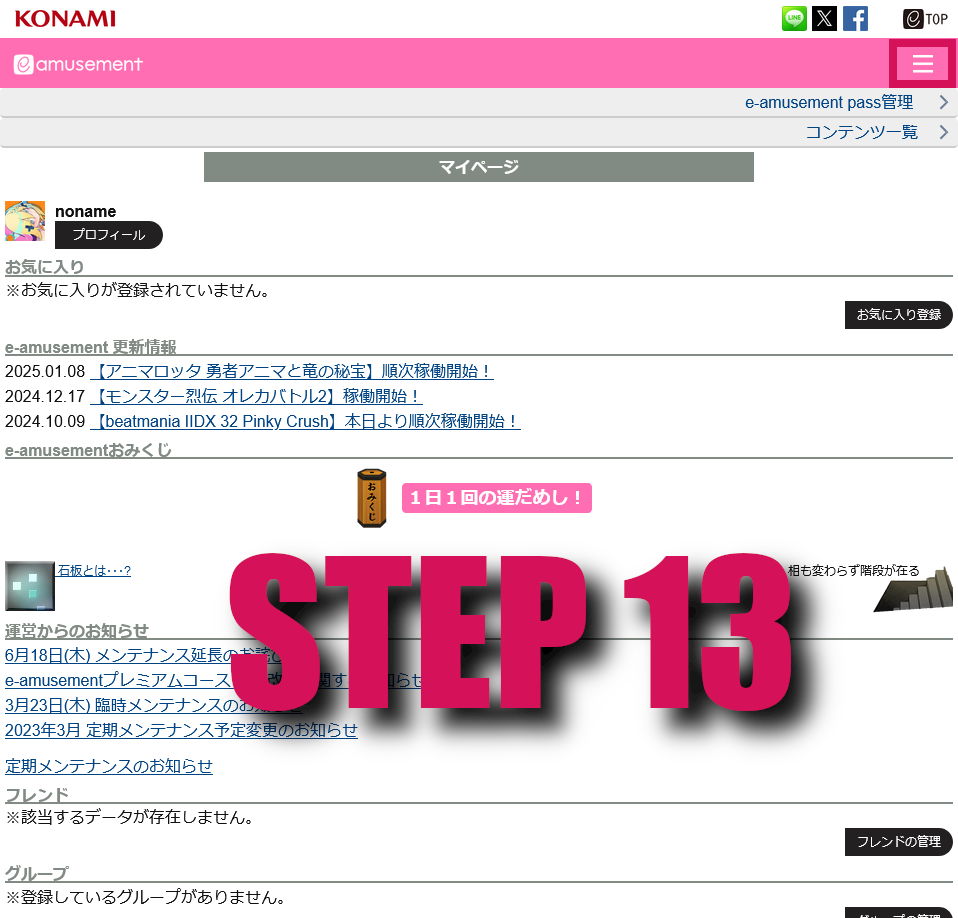 KONAMI
LINE
TOP
e amusement
e-amusement pass管理
コンテンツ一覧
マイページ
noname
プロフィール
お気に入り
※お気に入りが登録されていません。
お気に入り登録
e-amusement 更新情報
2025.01.08 【アニマロッタ 勇者アニマと竜の秘宝】順次稼働開始！
2024.12.17 【モンスター烈伝 オレカバトル2】稼働開始！
2024.10.09 【beatmania IIDX 32 Pinky Crush】本日より順次稼働開始！
e-amusementおみくじ
おみくじ
１日１回の運だめし！
石板とは･･･?
相も変わらず階段が在る
STEP 13
運営からのお知らせ
6月18日(木) メンテナンス延長のお詫び
e-amusementプレミアムコース
3月23日(木) 臨時メンテナンスのお
2023年3月 定期メンテナンス予定変更のお知らせ
定期メンテナンスのお知らせ
フレンド
※該当するデータが存在しません。
フレンドの管理
グループ
※登録しているグループがありません。
グループの管理